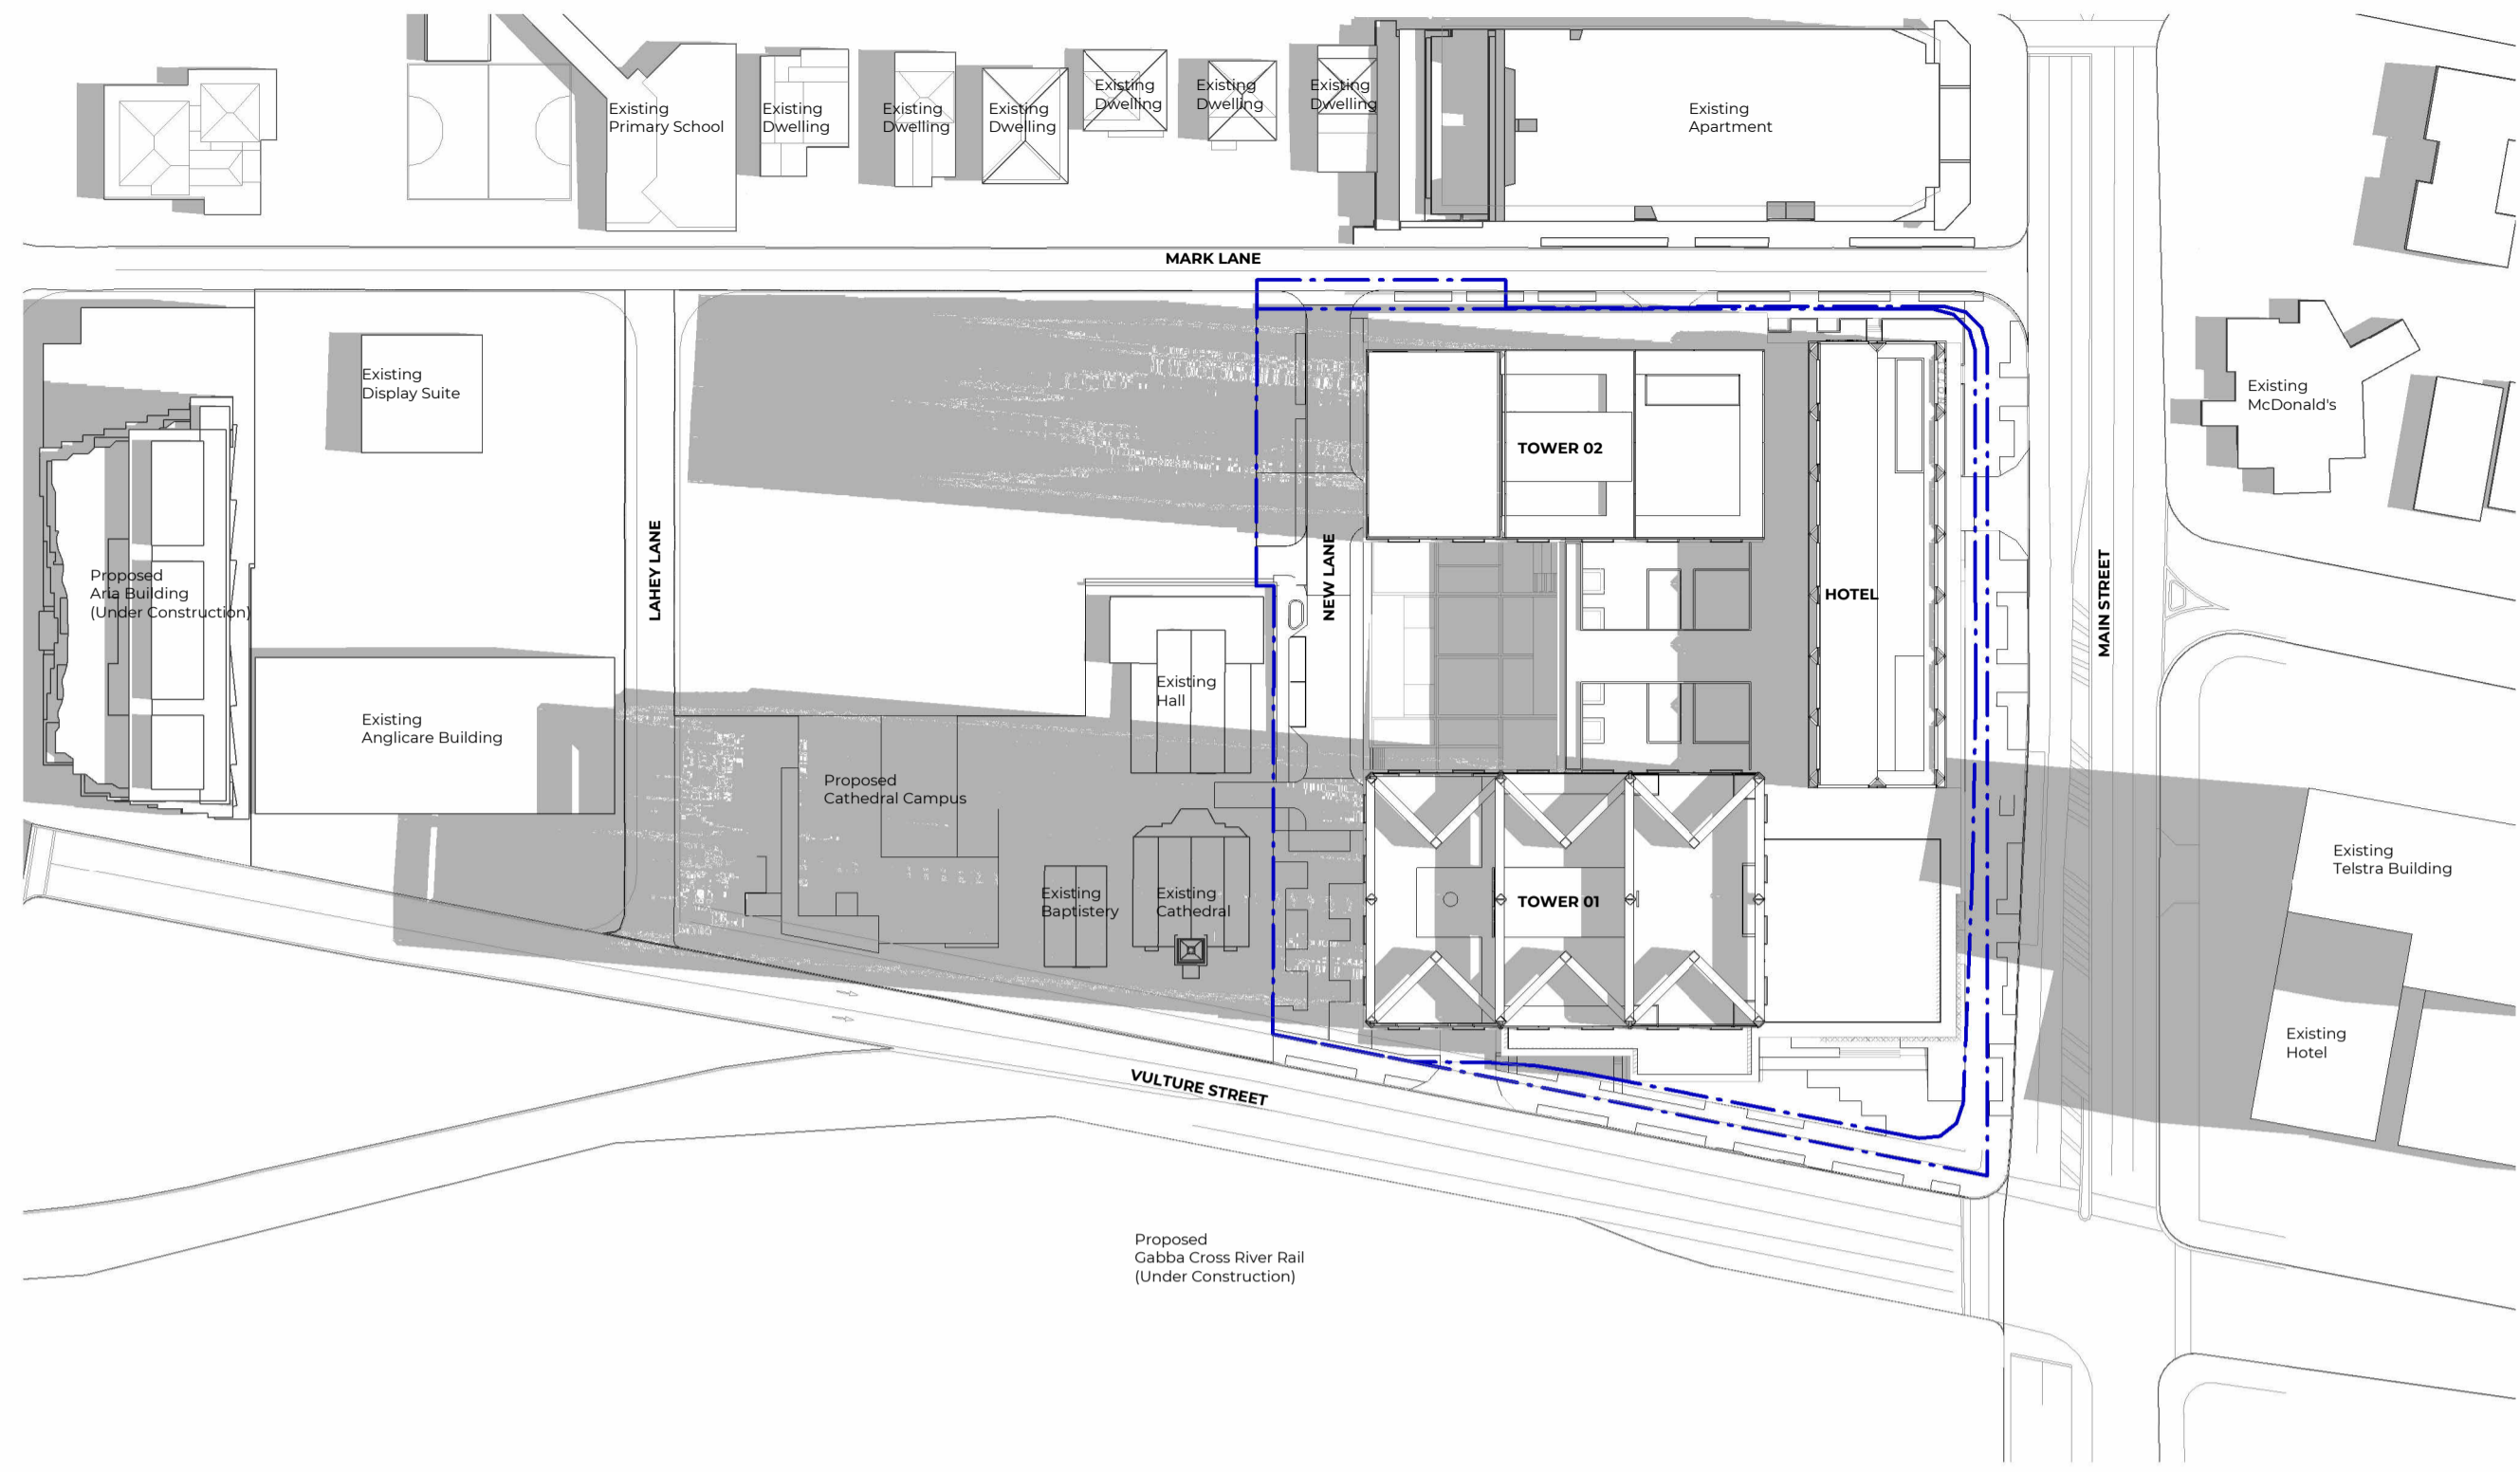 Existing
Primary School
Existing
Dwelling
Existing
Dwelling
Existing
Dwelling
Existing
Dwelling
Existing
Dwelling
Existing
Dwelling
Existing
Apartment
MARK LANE
Existing
Display Suite
Existing
McDonald's
TOWER 02
LAHEY LANE
NEW LANE
HOTEL
MAIN STREET
Proposed
Aria Building
(Under Construction)
Existing
Hall
Existing
Anglicare Building
Proposed
Cathedral Campus
Existing
Baptistery
Existing
Cathedral
TOWER 01
Existing
Telstra Building
Existing
Hotel
VULTURE STREET
Proposed
Gabba Cross River Rail
(Under Construction)